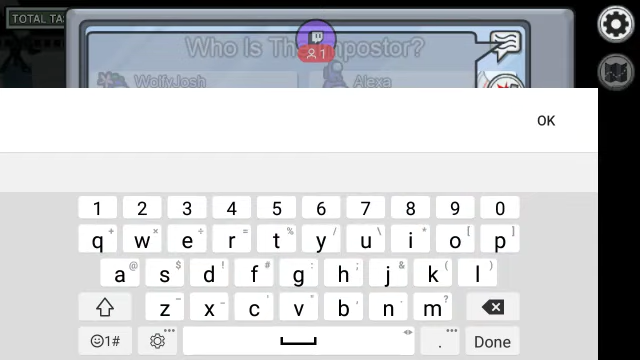 TOTAL TAS
Who Is The Impostor?
1
WolfyJosh
Alexa
OK
1 2 3 4 5 6 7 8 9 0
q + w × e ÷ r = t % y / u \ i * o [ p ]
a @ s $ d ! f # g : h ; j & k ( l )
z – x _ c ' v " b , n . m ?
☺1# . Done